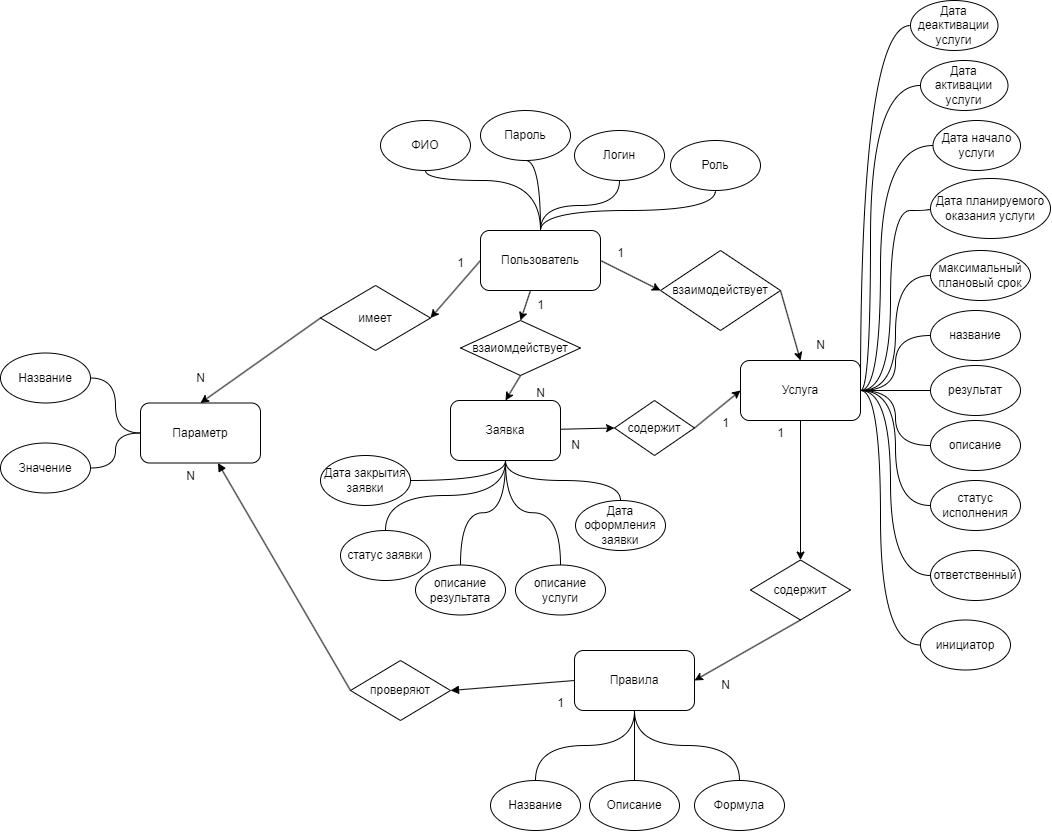 Дата
деактивации
услуги
Дата
активации
услуги
Пароль
ФИО
Логин
Роль
Дата начало
услуги
Дата планируемого
оказания услуги
1
Пользователь
1
взаимодействует
максимальный
плановый срок
1
имеет
взаиомдействует
N
название
N
Название
N
Услуга
результат
Параметр
Заявка
содержит
1
1
N
описание
N
Значение
Дата закрытия
заявки
статус
исполнения
Дата
оформления
заявки
статус заявки
описание
результата
описание
услуги
ответственный
содержит
инициатор
Правила
N
проверяют
1
Название
Описание
Формула